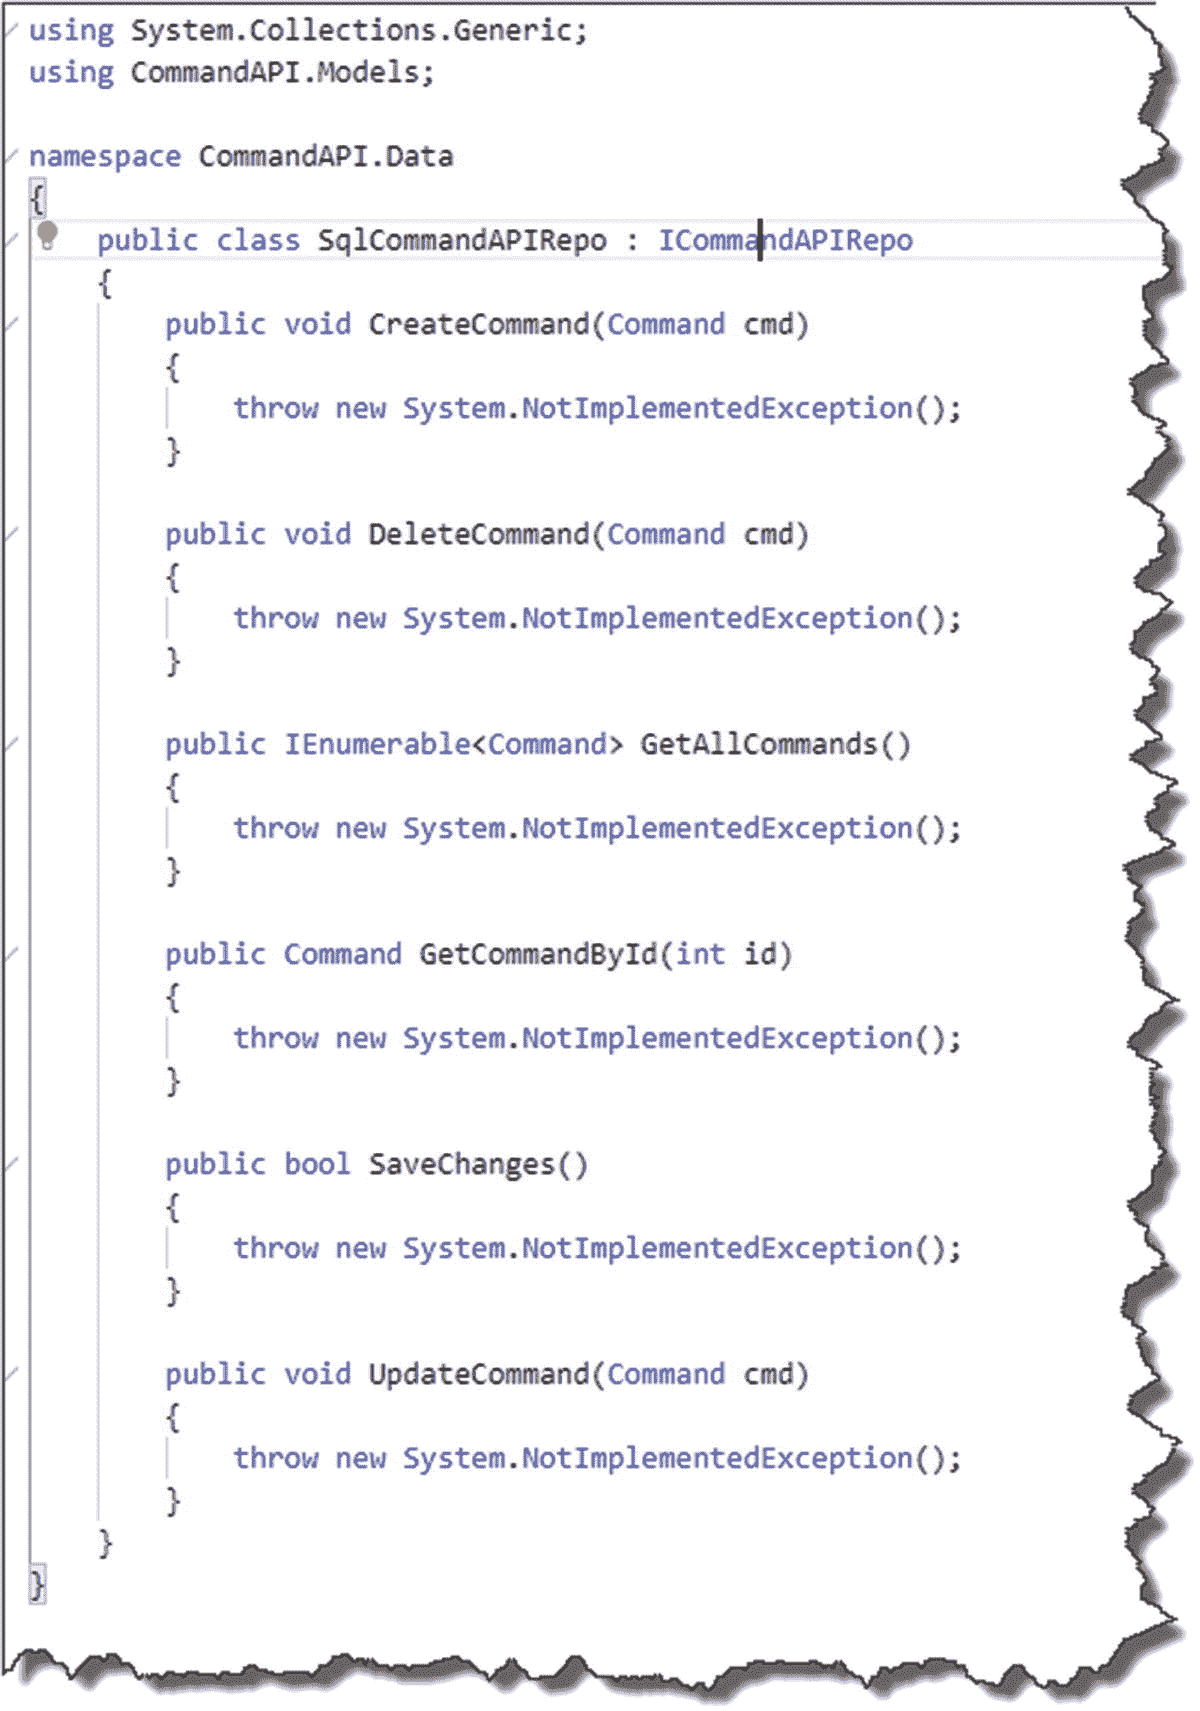 using System.Collections.Generic;
using CommandAPI.Models;

namespace CommandAPI.Data
{
    public class SqlCommandAPIRepo : ICommandAPIRepo
    {
        public void CreateCommand(Command cmd)
        {
            throw new System.NotImplementedException();
        }

        public void DeleteCommand(Command cmd)
        {
            throw new System.NotImplementedException();
        }

        public IEnumerable<Command> GetAllCommands()
        {
            throw new System.NotImplementedException();
        }

        public Command GetCommandById(int id)
        {
            throw new System.NotImplementedException();
        }

        public bool SaveChanges()
        {
            throw new System.NotImplementedException();
        }

        public void UpdateCommand(Command cmd)
        {
            throw new System.NotImplementedException();
        }
    }
}